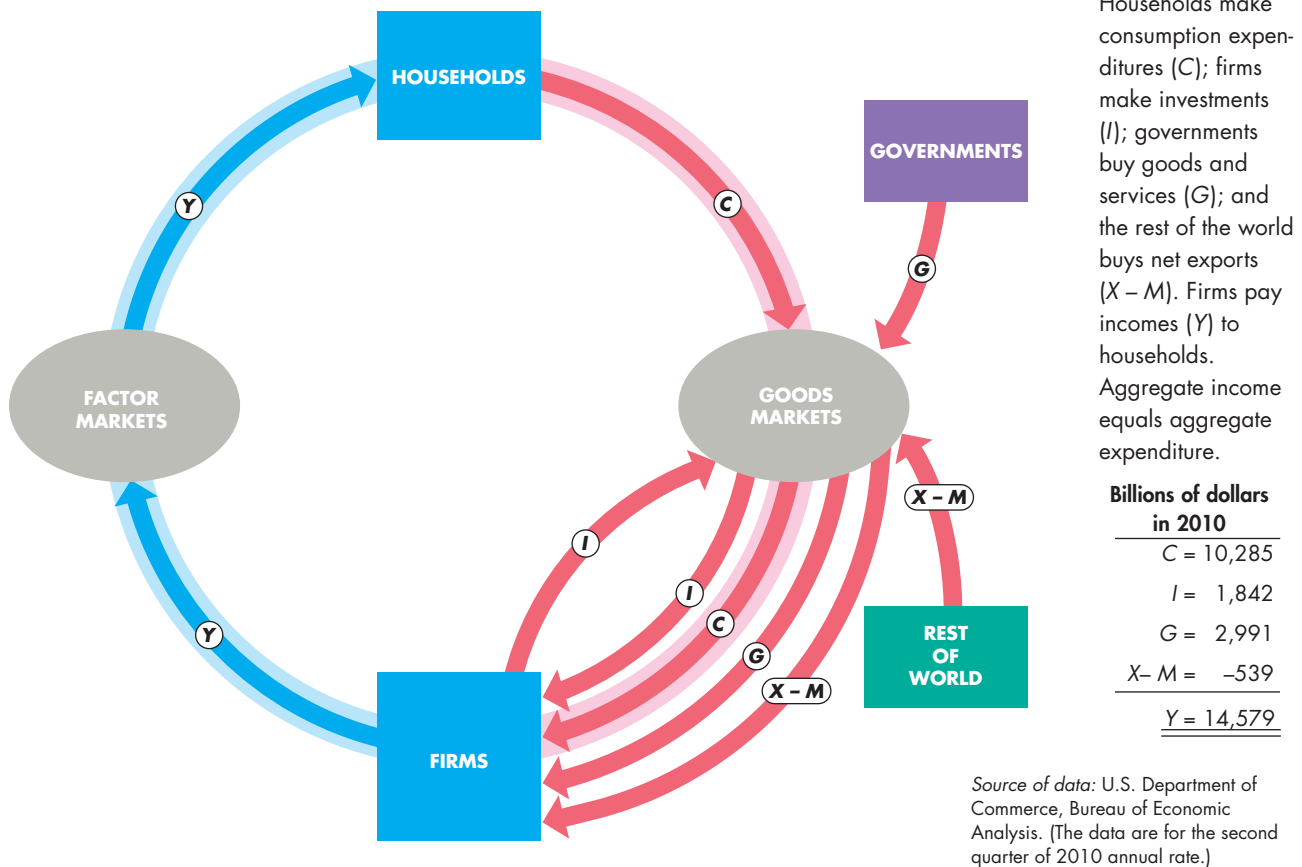 HOUSEHOLDS
GOVERNMENTS
Y
C
G
FACTOR
MARKETS
GOODS
MARKETS
X – M
I
I
C
G
X – M
Y
FIRMS
REST
OF
WORLD
Households make
consumption expen-
ditures (C); firms
make investments
(I); governments
buy goods and
services (G); and
the rest of the world
buys net exports
(X – M). Firms pay
incomes (Y) to
households.
Aggregate income
equals aggregate
expenditure.
Billions of dollars
in 2010
C = 10,285
I = 1,842
G = 2,991
X– M = –539
Y = 14,579
Source of data: U.S. Department of
Commerce, Bureau of Economic
Analysis. (The data are for the second
quarter of 2010 annual rate.)